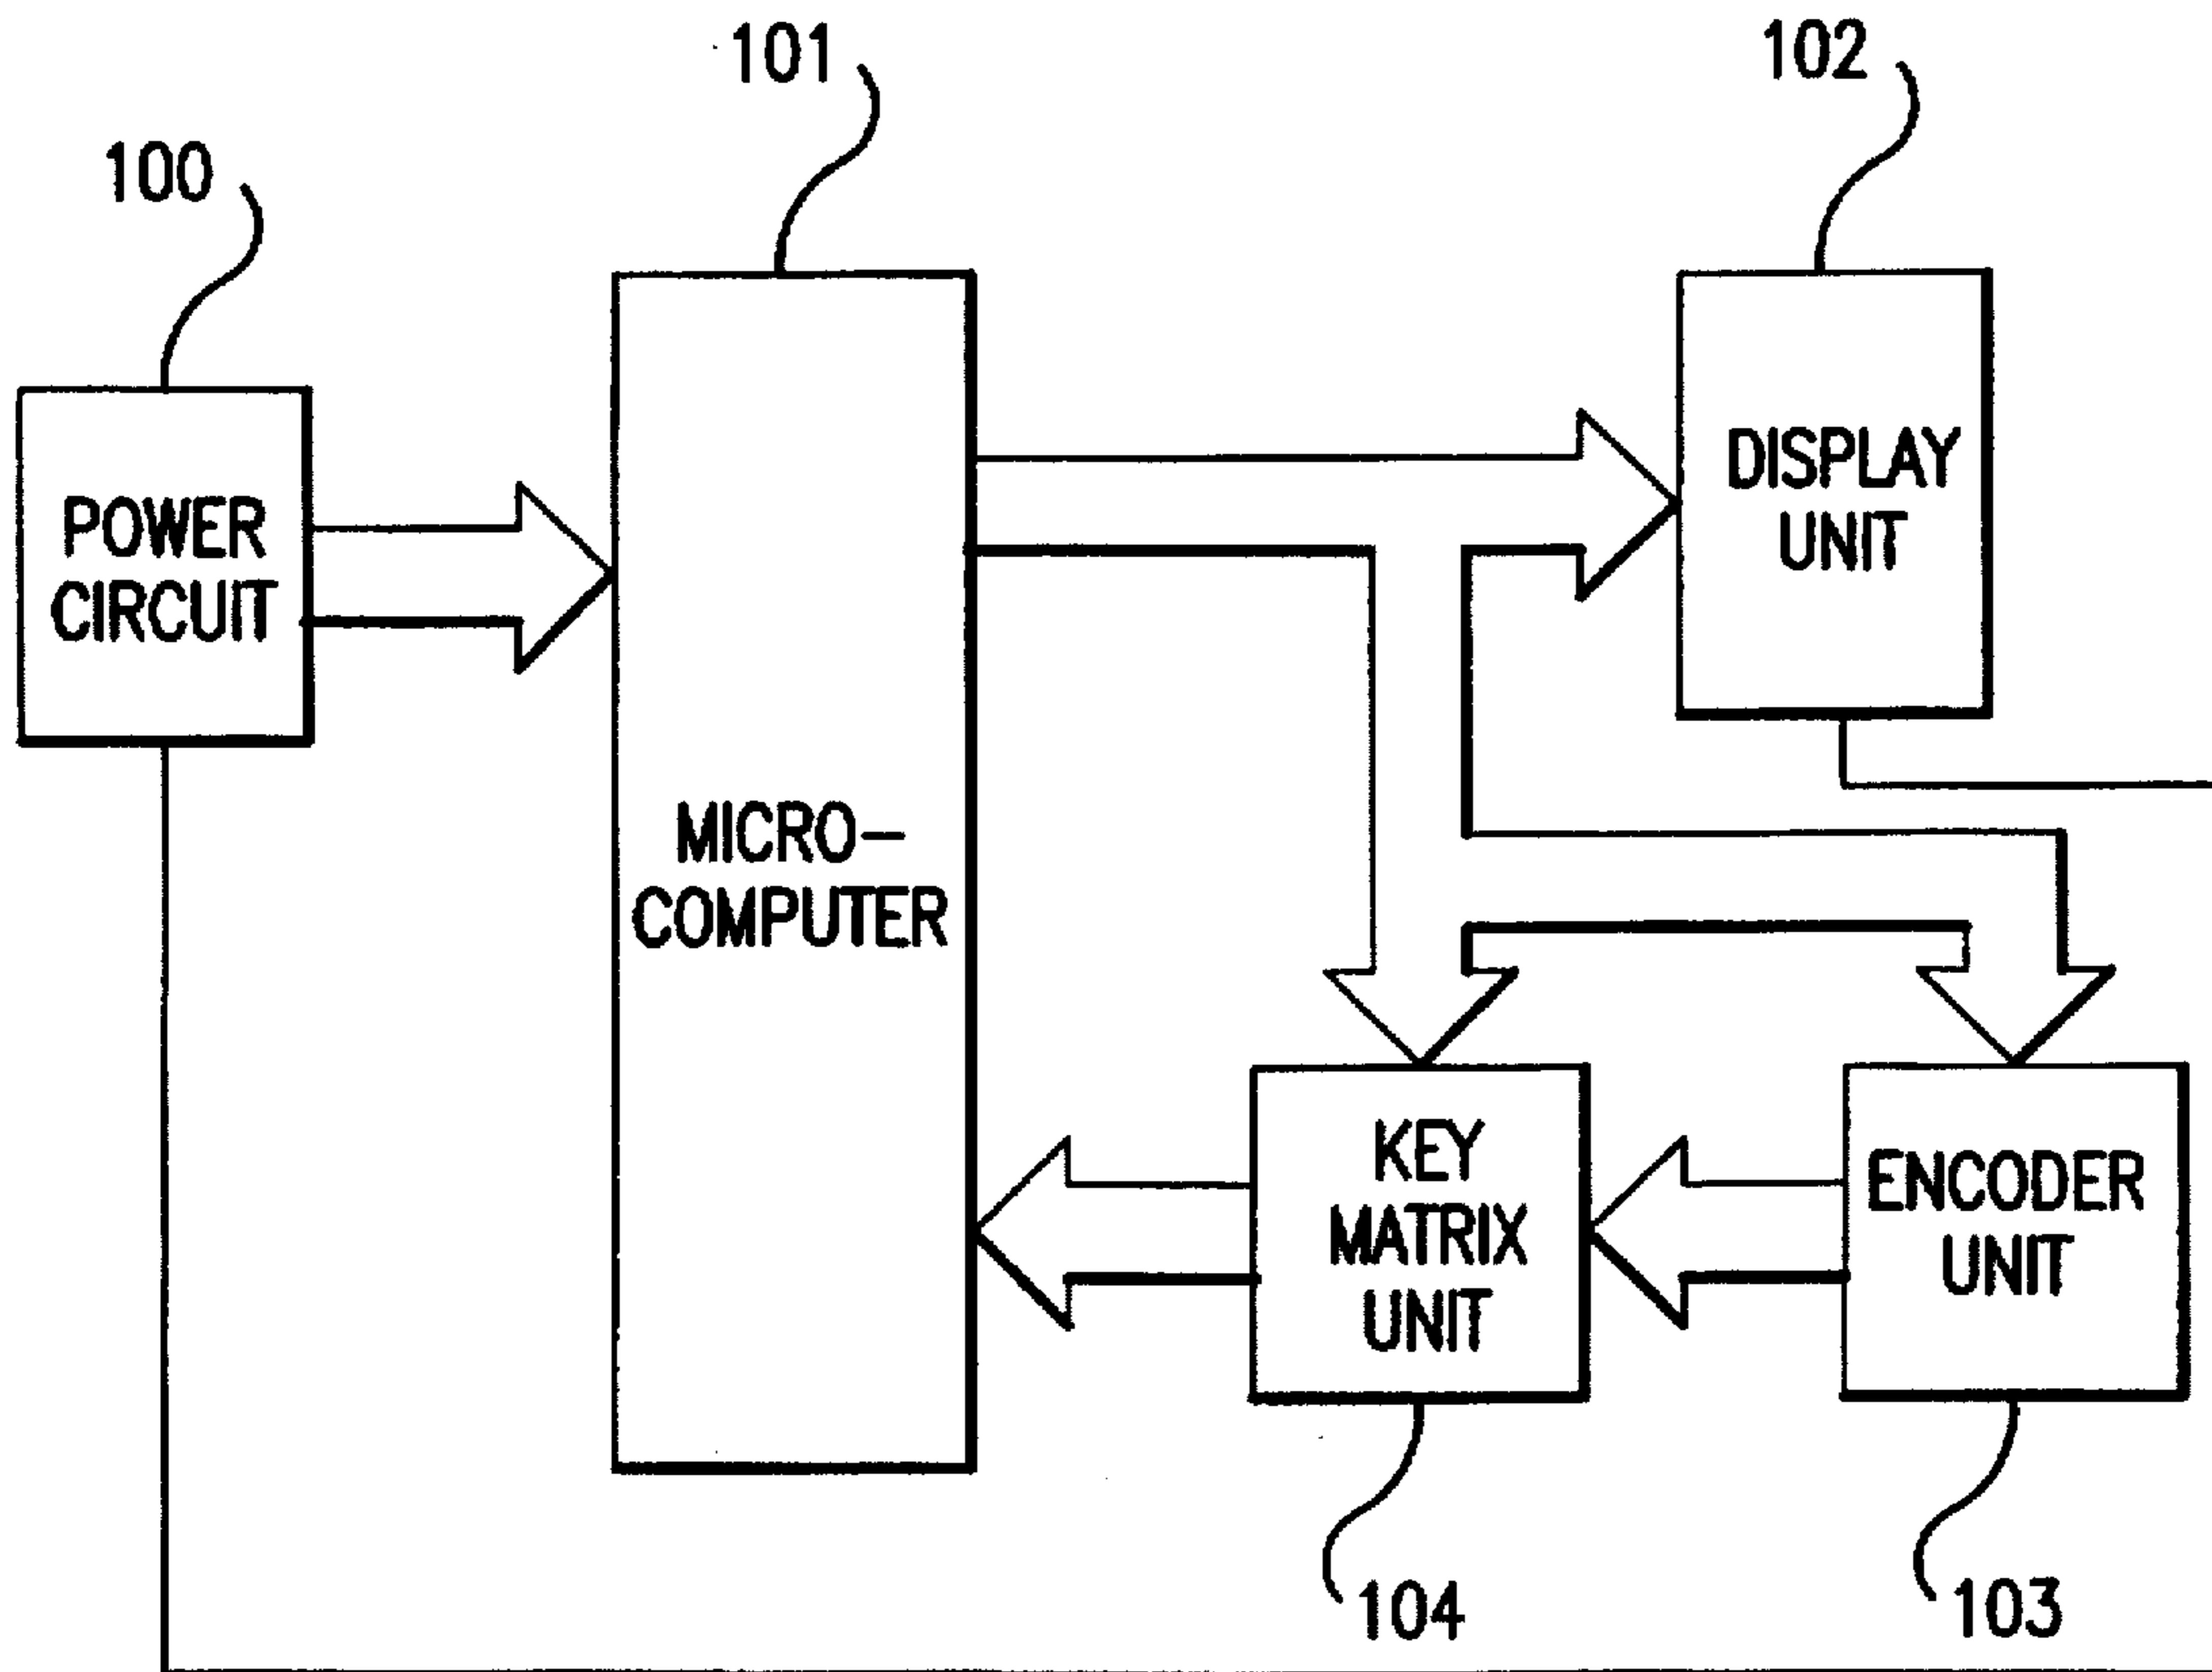 101
102
100
POWER
CIRCUIT
MICRO-
COMPUTER
DISPLAY
UNIT
KEY
MATRIX
UNIT
ENCODER
UNIT
104
103